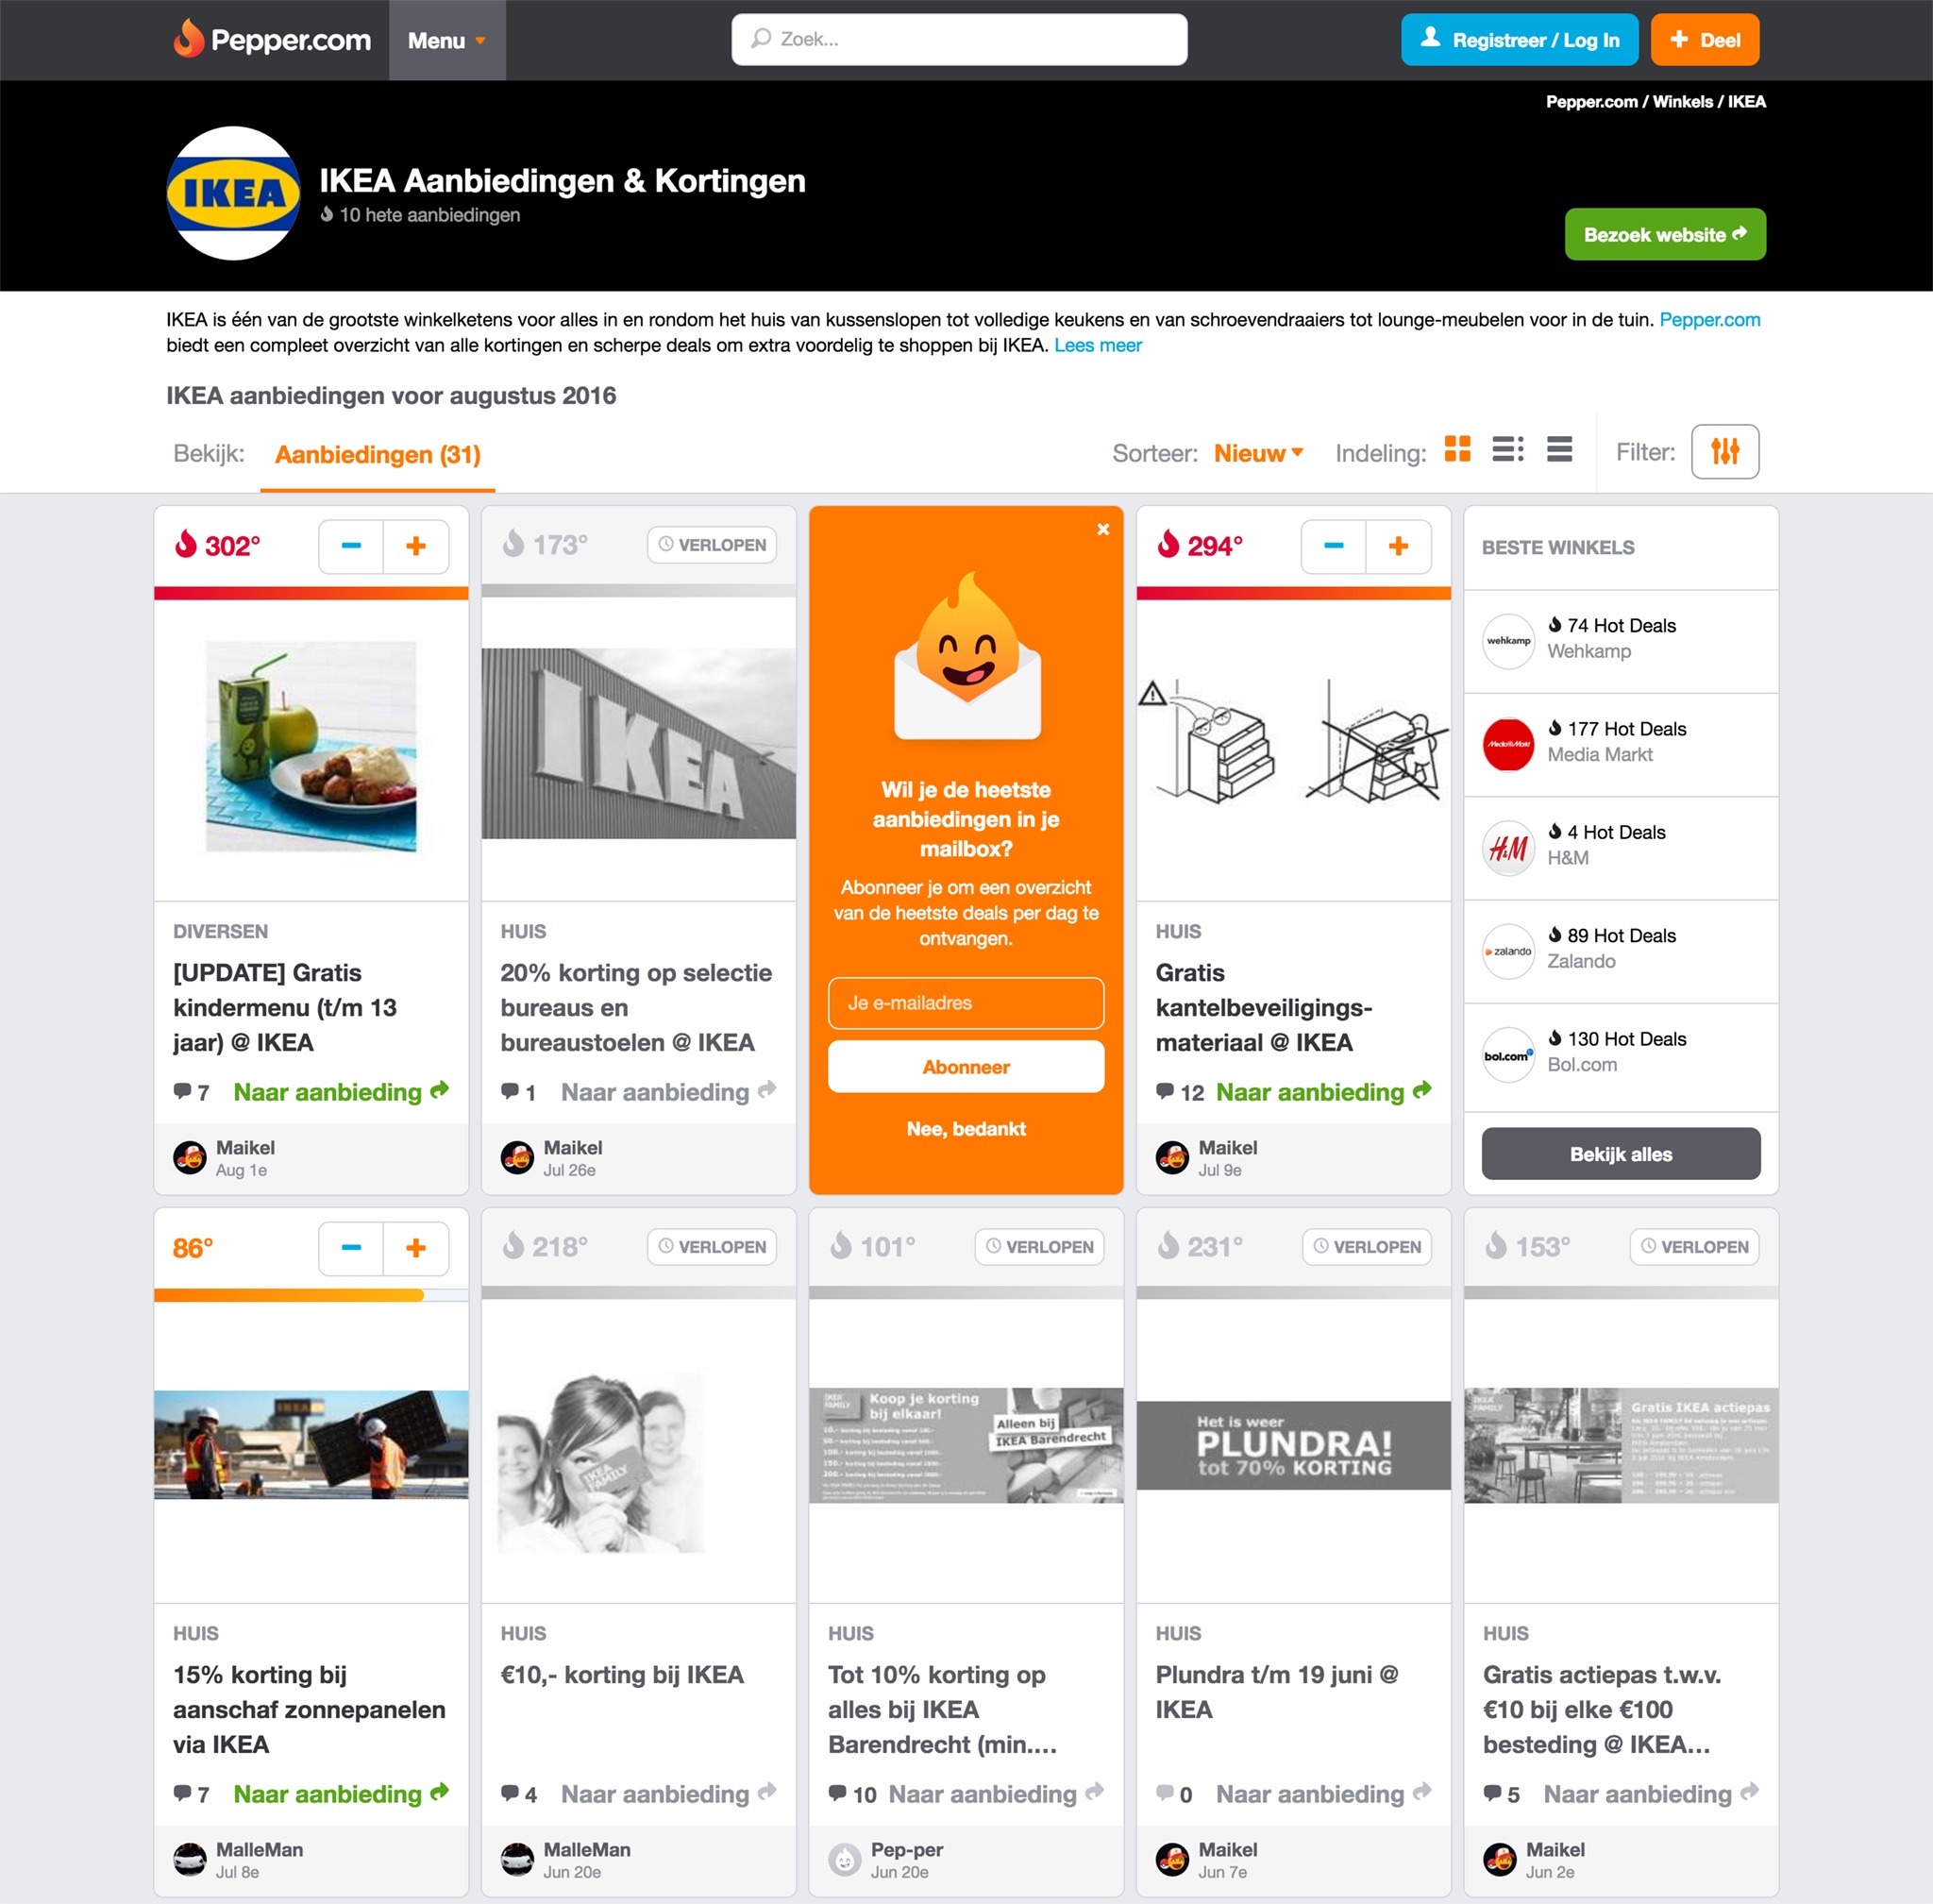 Pepper.com
Menu
Zoek...
Registreer / Log In
+ Deel
Pepper.com / Winkels / IKEA
IKEA
IKEA Aanbiedingen & Kortingen
10 hete aanbiedingen
Bezoek website
IKEA is één van de grootste winkelketens voor alles in en rondom het huis van kussenslopen tot volledige keukens en van schroevendraaiers tot lounge-meubelen voor in de tuin. Pepper.com
biedt een compleet overzicht van alle kortingen en scherpe deals om extra voordelig te shoppen bij IKEA. Lees meer
IKEA aanbiedingen voor augustus 2016
Bekijk: Aanbiedingen (31)
Sorteer: Nieuw
Indeling:
Filter:
302°
DIVERSEN
[UPDATE] Gratis
kindermenu (t/m 13
jaar) @ IKEA
7 Naar aanbieding
Maikel
Aug 1e
173°
VERLOPEN
IKEA
HUIS
20% korting op selectie
bureaus en
bureaustoelen @ IKEA
1 Naar aanbieding
Maikel
Jul 26e
Wil je de heetste
aanbiedingen in je
mailbox?
Abonneer je om een overzicht
van de heetste deals per dag te
ontvangen.
Je e-mailadres
Abonneer
Nee, bedankt
294°
HUIS
Gratis
kantelbeveiligings-
materiaal @ IKEA
12 Naar aanbieding
Maikel
Jul 9e
BESTE WINKELS
wehkamp
74 Hot Deals
Wehkamp
Media Markt
177 Hot Deals
Media Markt
H&M
4 Hot Deals
H&M
zalando
89 Hot Deals
Zalando
bol.com
130 Hot Deals
Bol.com
Bekijk alles
86°
IKEA
HUIS
15% korting bij
aanschaf zonnepanelen
via IKEA
7 Naar aanbieding
MalleMan
Jul 8e
218°
VERLOPEN
IKEA
FAMILY
HUIS
€10,- korting bij IKEA
4 Naar aanbieding
MalleMan
Jun 20e
101°
VERLOPEN
IKEA
FAMILY
Koop je korting
bij elkaar!
Alleen bij
IKEA Barendrecht
HUIS
Tot 10% korting op
alles bij IKEA
Barendrecht (min....
10 Naar aanbieding
Pep-per
Jun 20e
231°
VERLOPEN
Het is weer
PLUNDRA!
tot 70% KORTING
HUIS
Plundra t/m 19 juni @
IKEA
0 Naar aanbieding
Maikel
Jun 7e
153°
VERLOPEN
IKEA
FAMILY
Gratis IKEA actiepas
HUIS
Gratis actiepas t.w.v.
€10 bij elke €100
besteding @ IKEA...
5 Naar aanbieding
Maikel
Jun 2e